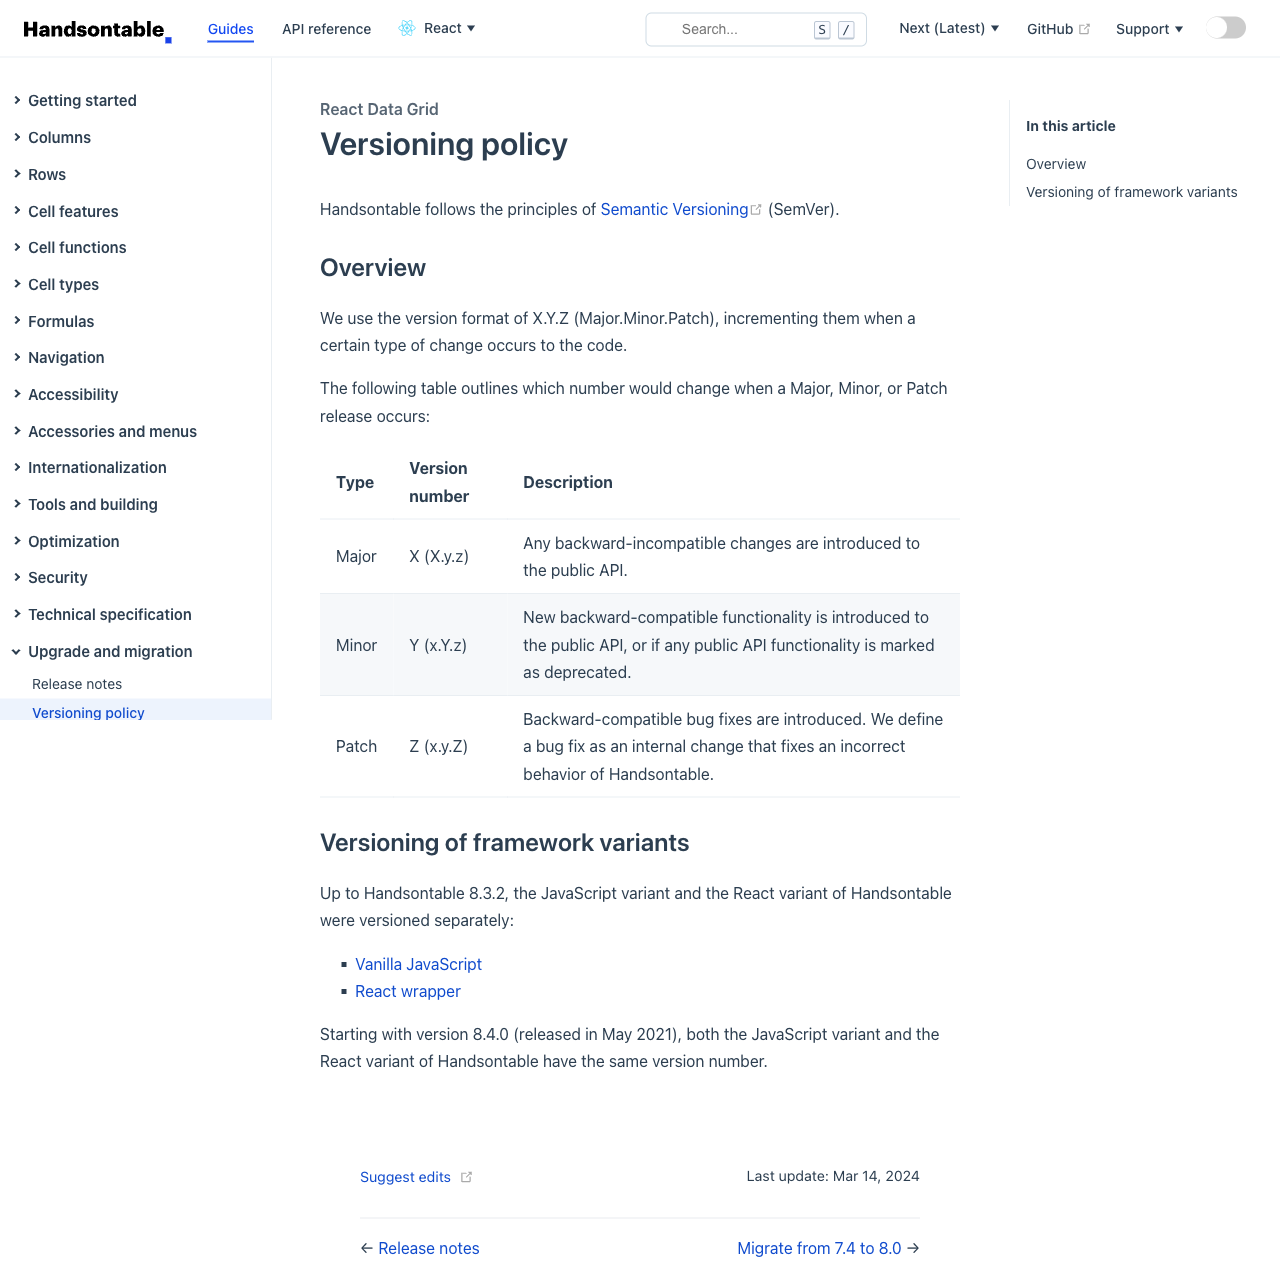 Handsontable
Guides
API reference
React
Search...
S
/
Next (Latest)
GitHub
Support
Getting started
Columns
Rows
Cell features
Cell functions
Cell types
Formulas
Navigation
Accessibility
Accessories and menus
Internationalization
Tools and building
Optimization
Security
Technical specification
Upgrade and migration
Release notes
Versioning policy
React Data Grid
Versioning policy
Handsontable follows the principles of Semantic Versioning (SemVer).
Overview
We use the version format of X.Y.Z (Major.Minor.Patch), incrementing them when a
certain type of change occurs to the code.
The following table outlines which number would change when a Major, Minor, or Patch
release occurs:
Type
Version
number
Description
Major
X (X.y.z)
Any backward-incompatible changes are introduced to
the public API.
Minor
Y (x.Y.z)
New backward-compatible functionality is introduced to
the public API, or if any public API functionality is marked
as deprecated.
Patch
Z (x.y.Z)
Backward-compatible bug fixes are introduced. We define
a bug fix as an internal change that fixes an incorrect
behavior of Handsontable.
Versioning of framework variants
Up to Handsontable 8.3.2, the JavaScript variant and the React variant of Handsontable
were versioned separately:
▪ Vanilla JavaScript
▪ React wrapper
Starting with version 8.4.0 (released in May 2021), both the JavaScript variant and the
React variant of Handsontable have the same version number.
Suggest edits
Last update: Mar 14, 2024
← Release notes
Migrate from 7.4 to 8.0 →
In this article
Overview
Versioning of framework variants